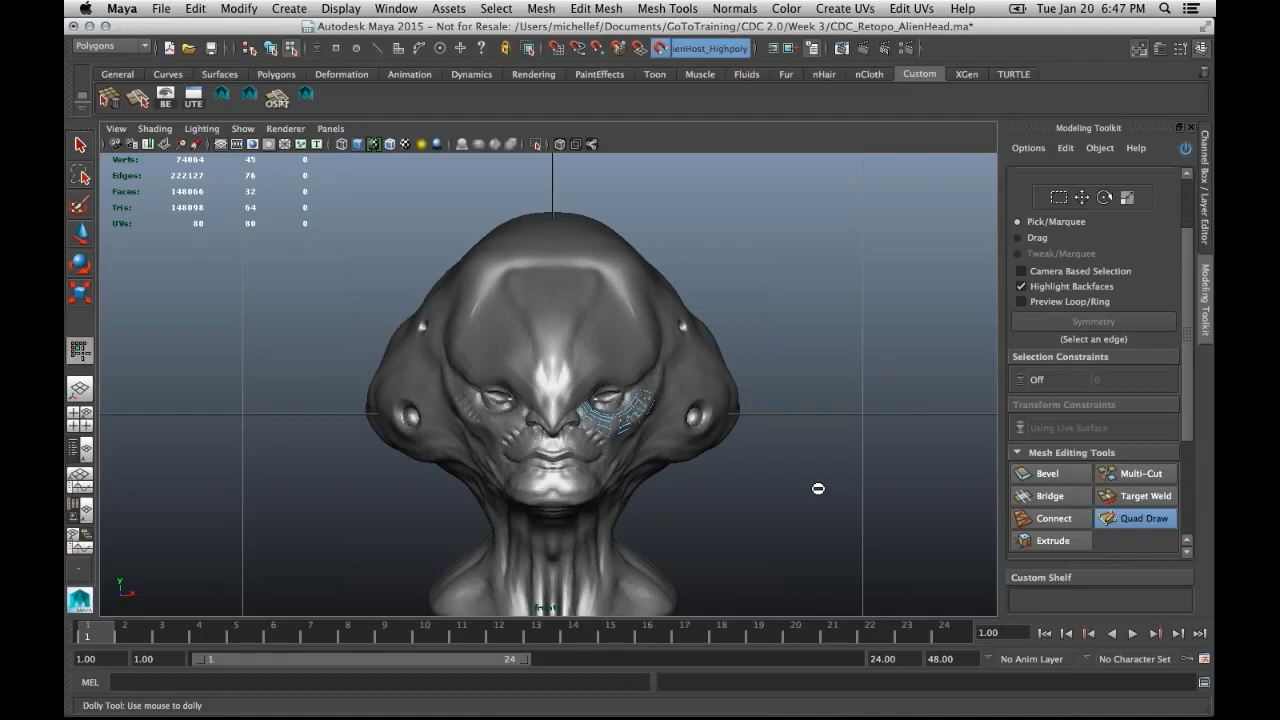 Maya File Edit Modify Create Display Window Assets Select Mesh Edit Mesh Mesh Tools Normals Color Create UVs Edit UVs Tue Jan 20 6:47 PM
Autodesk Maya 2015 - Not for Resale: /Users/michellef/Documents/GoToTraining/CDC 2.0/Week 3/CDC_Retopo_AlienHead.ma*
Polygons ienHost_Highpoly
General Curves Surfaces Polygons Deformation Animation Dynamics Rendering PaintEffects Toon Muscle Fluids Fur nHair nCloth Custom XGen TURTLE
BE UTE OSPT
View Shading Lighting Show Renderer Panels
Modeling Toolkit
Options Edit Object Help
Verts: 74064 45 0
Edges: 222127 76 0
Faces: 148066 32 0
Tris: 148098 64 0
UVs: 80 80 0
Pick/Marquee
Drag
Tweak/Marquee
Camera Based Selection
Highlight Backfaces
Preview Loop/Ring
Symmetry
(Select an edge)
Selection Constraints
Off 0
Transform Constraints
Using Live Surface
Mesh Editing Tools
Bevel Multi-Cut
Bridge Target Weld
Connect Quad Draw
Extrude
Custom Shelf
Channel Box / Layer Editor
Modeling Toolkit
y
x
front
1 2 3 4 5 6 7 8 9 10 11 12 13 14 15 16 17 18 19 20 21 22 23 24 1.00
1
1.00 1.00 1 24 24.00 48.00 No Anim Layer No Character Set
MEL
Dolly Tool: Use mouse to dolly